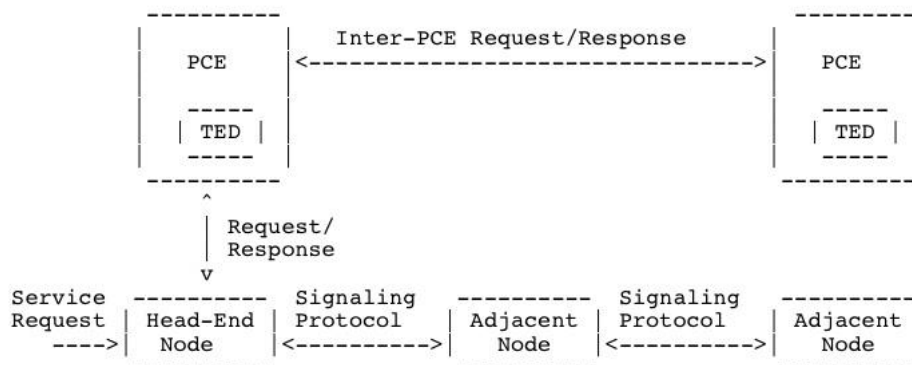 Inter-PCE Request/Response
PCE PCE
TED TED
Request/
Response
Service Signaling Signaling
Request Head-End Protocol Adjacent Protocol Adjacent
Node Node Node